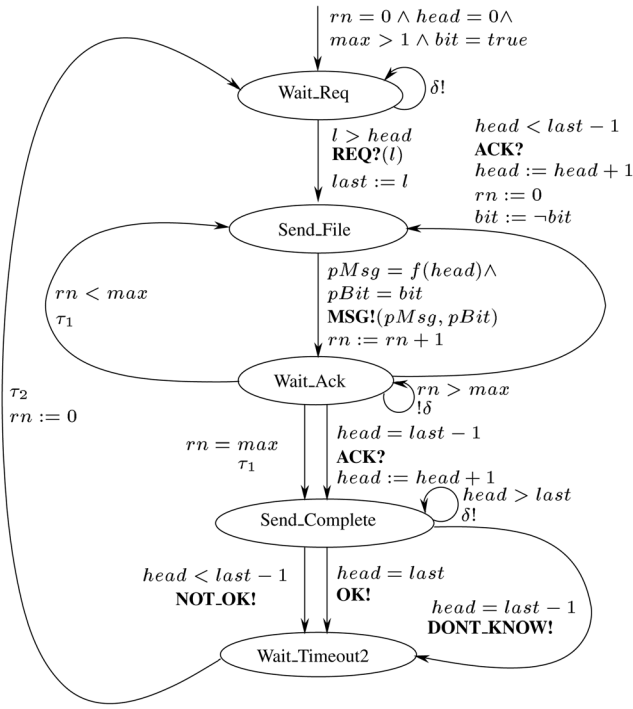 rn = 0 ∧ head = 0∧
max > 1 ∧ bit = true
Wait_Req
δ!
l > head
REQ?(l)
last := l
head < last − 1
ACK?
head := head + 1
rn := 0
bit := ¬bit
Send_File
pMsg = f(head)∧
pBit = bit
MSG!(pMsg, pBit)
rn := rn + 1
rn < max
τ1
Wait_Ack
rn > max
!δ
τ2
rn := 0
rn = max
τ1
head = last − 1
ACK?
head := head + 1
head > last
δ!
Send_Complete
head < last − 1
NOT_OK!
head = last
OK!
head = last − 1
DONT_KNOW!
Wait_Timeout2